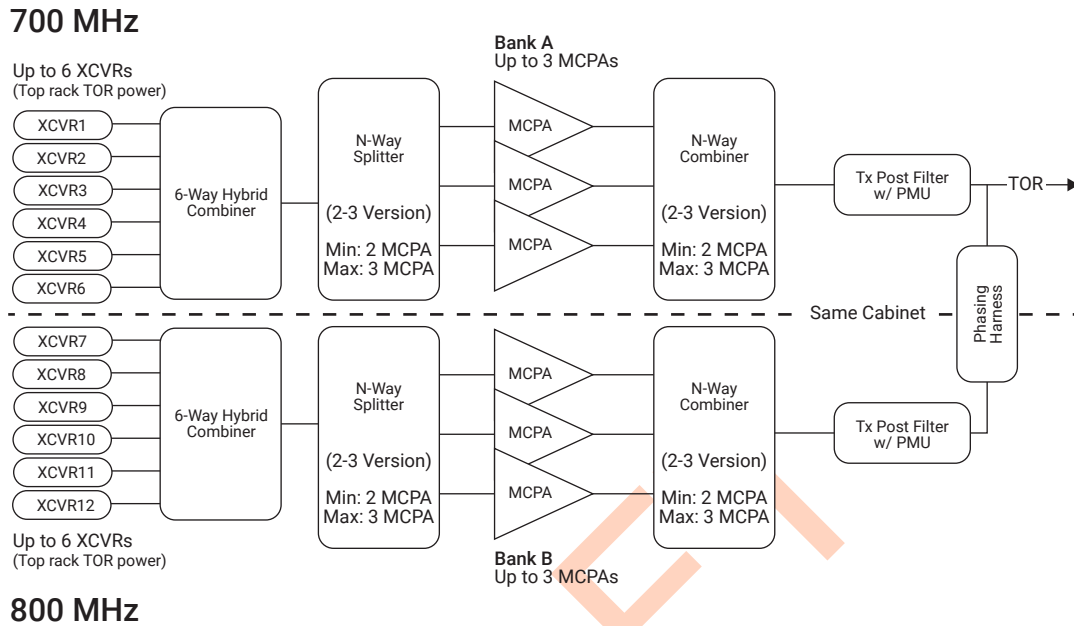 700 MHz
Up to 6 XCVRs
(Top rack TOR power)
XCVR1
XCVR2
XCVR3
XCVR4
XCVR5
XCVR6
6-Way Hybrid
Combiner
N-Way
Splitter
(2-3 Version)
Min: 2 MCPA
Max: 3 MCPA
Bank A
Up to 3 MCPAs
MCPA
MCPA
MCPA
N-Way
Combiner
(2-3 Version)
Min: 2 MCPA
Max: 3 MCPA
Tx Post Filter
w/ PMU
TOR
Same Cabinet
Phasing
Harness
XCVR7
XCVR8
XCVR9
XCVR10
XCVR11
XCVR12
Up to 6 XCVRs
(Top rack TOR power)
6-Way Hybrid
Combiner
N-Way
Splitter
(2-3 Version)
Min: 2 MCPA
Max: 3 MCPA
MCPA
MCPA
MCPA
Bank B
Up to 3 MCPAs
N-Way
Combiner
(2-3 Version)
Min: 2 MCPA
Max: 3 MCPA
Tx Post Filter
w/ PMU
800 MHz